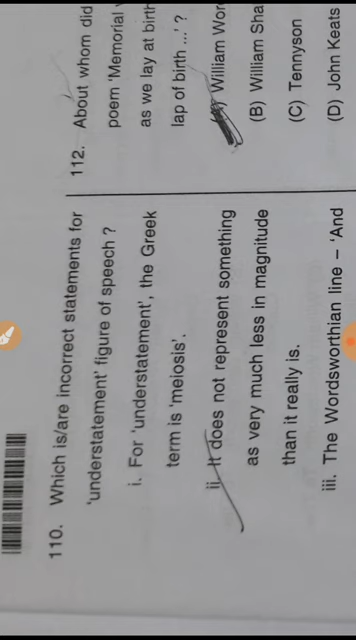 110. Which is/are incorrect statements for
'understatement' figure of speech ?
i. For 'understatement', the Greek
term is 'meiosis'.
ii. It does not represent something
as very much less in magnitude
than it really is.
iii. The Wordsworthian line – 'And
112. About whom did
poem 'Memorial
as we lay at birth
lap of birth ...' ?
William Wor
(B) William Sha
(C) Tennyson
(D) John Keats